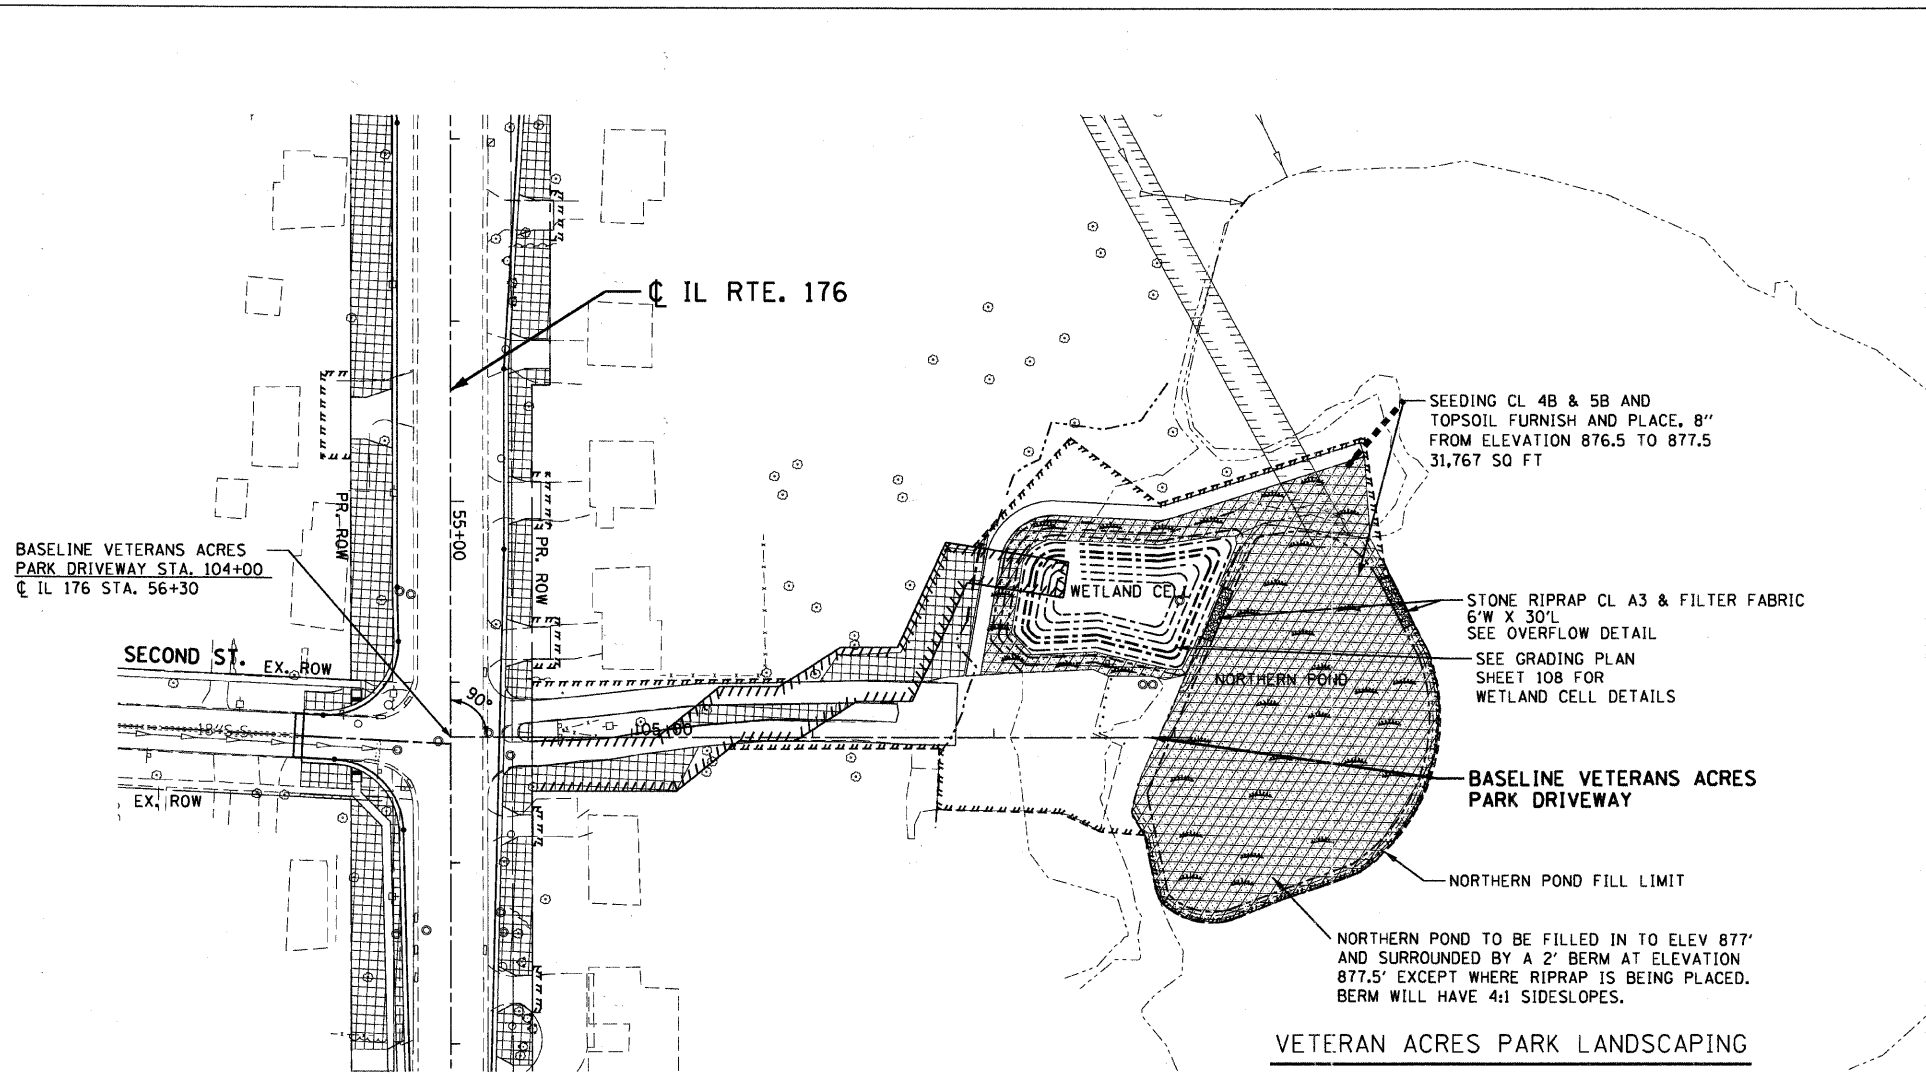 ℄ IL RTE. 176
SEEDING CL 4B & 5B AND
TOPSOIL FURNISH AND PLACE, 8"
FROM ELEVATION 876.5 TO 877.5
31,767 SQ FT
PR. ROW
55+00
PR. ROW
BASELINE VETERANS ACRES
PARK DRIVEWAY STA. 104+00
℄ IL 176 STA. 56+30
WETLAND CELL
STONE RIPRAP CL A3 & FILTER FABRIC
6'W X 30'L
SEE OVERFLOW DETAIL
SECOND ST.
EX. ROW
SEE GRADING PLAN
SHEET 108 FOR
WETLAND CELL DETAILS
NORTHERN POND
90°
18"S.S.
105+00
BASELINE VETERANS ACRES
PARK DRIVEWAY
EX. ROW
NORTHERN POND FILL LIMIT
NORTHERN POND TO BE FILLED IN TO ELEV 877'
AND SURROUNDED BY A 2' BERM AT ELEVATION
877.5' EXCEPT WHERE RIPRAP IS BEING PLACED.
BERM WILL HAVE 4:1 SIDESLOPES.
VETERAN ACRES PARK LANDSCAPING